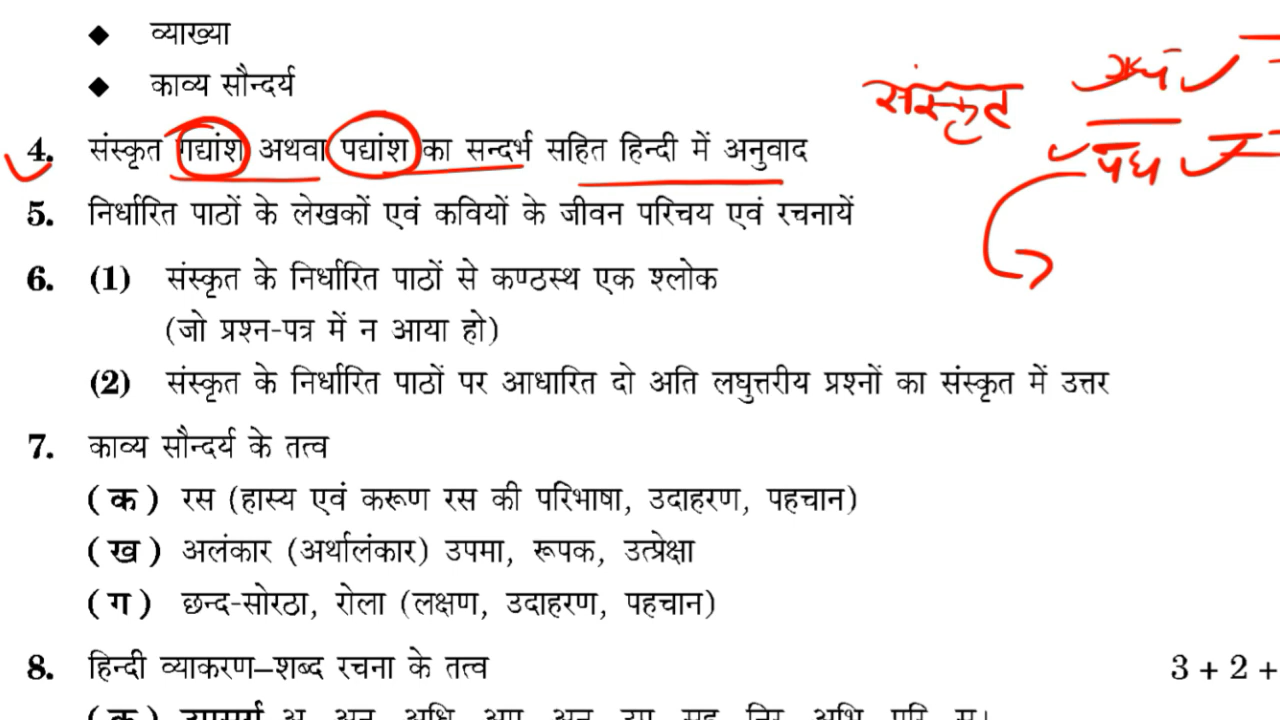 ◆ व्याख्या
◆ काव्य सौन्दर्य
संस्कृत
गद्य
पद्य
4. संस्कृत गद्यांश अथवा पद्यांश का सन्दर्भ सहित हिन्दी में अनुवाद
5. निर्धारित पाठों के लेखकों एवं कवियों के जीवन परिचय एवं रचनायें
6. (1) संस्कृत के निर्धारित पाठों से कण्ठस्थ एक श्लोक
(जो प्रश्न-पत्र में न आया हो)
(2) संस्कृत के निर्धारित पाठों पर आधारित दो अति लघुत्तरीय प्रश्नों का संस्कृत में उत्तर
7. काव्य सौन्दर्य के तत्व
(क) रस (हास्य एवं करूण रस की परिभाषा, उदाहरण, पहचान)
(ख) अलंकार (अर्थालंकार) उपमा, रूपक, उत्प्रेक्षा
(ग) छन्द-सोरठा, रोला (लक्षण, उदाहरण, पहचान)
8. हिन्दी व्याकरण–शब्द रचना के तत्व 3 + 2 +